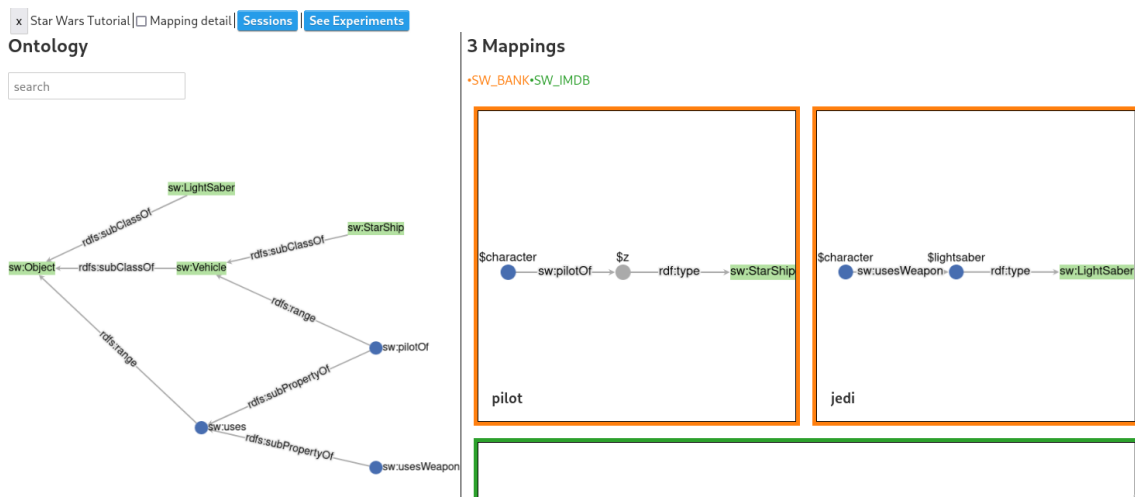 x Star Wars Tutorial | Mapping detail | Sessions | See Experiments
Ontology
search
sw:LightSaber
rdfs:subClassOf
sw:StarShip
rdfs:subClassOf
sw:Object
rdfs:subClassOf
sw:Vehicle
rdfs:range
rdfs:range
sw:pilotOf
rdfs:subPropertyOf
sw:uses
rdfs:subPropertyOf
sw:usesWeapon
3 Mappings
•SW_BANK•SW_IMDB
$character
$z
sw:pilotOf
rdf:type
sw:StarShip
pilot
$character
$lightsaber
sw:usesWeapon
rdf:type
sw:LightSaber
jedi